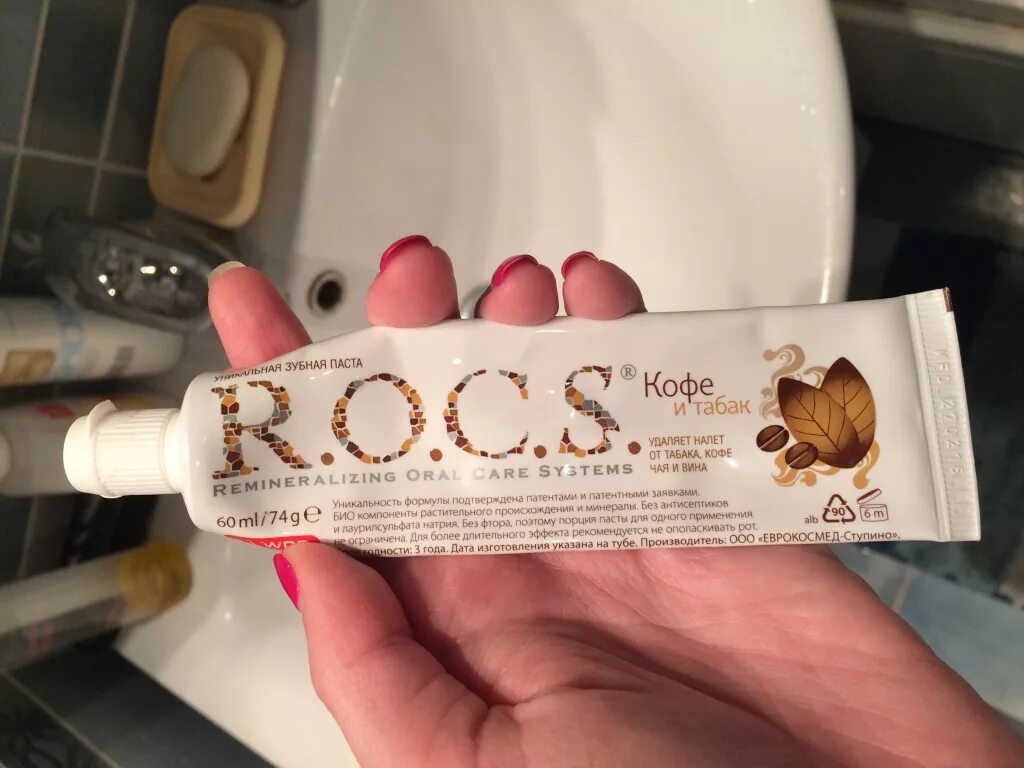 УНИКАЛЬНАЯ ЗУБНАЯ ПАСТА
R.O.C.S.®
REMINERALIZING ORAL CARE SYSTEMS
Кофе
и табак
УДАЛЯЕТ НАЛЕТ
ОТ ТАБАКА, КОФЕ
ЧАЯ И ВИНА
60 ml/74g ℮
Уникальность формулы подтверждена патентами и патентными заявками.
БИО компоненты растительного происхождения и минералы. Без антисептиков
и лаурилсульфата натрия. Без фтора, поэтому порция пасты для одного применения
не ограничена. Для более длительного эффекта рекомендуется не ополаскивать рот.
годности: 3 года. Дата изготовления указана на тубе. Производитель: ООО «ЕВРОКОСМЕД-Ступино».
alb
90
6 m